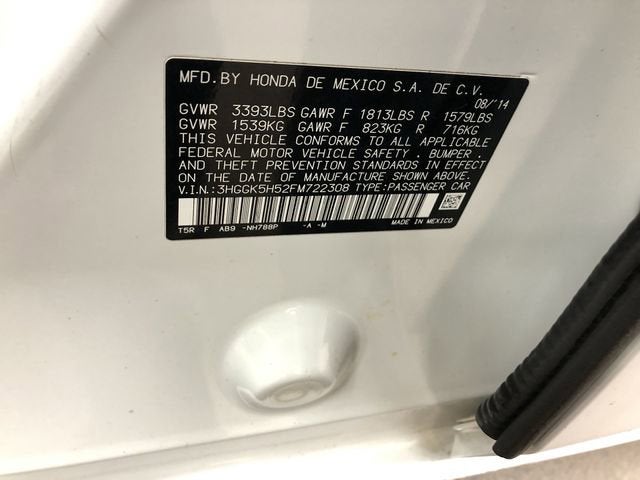 MFD.BY HONDA DE MEXICO S.A. DE C.V.
08/'14
GVWR 3393LBS GAWR F 1813LBS R 1579LBS
GVWR 1539KG GAWR F 823KG R 716KG
THIS VEHICLE CONFORMS TO ALL APPLICABLE
FEDERAL MOTOR VEHICLE SAFETY, BUMPER,
AND THEFT PREVENTION STANDARDS IN EFFECT
ON THE DATE OF MANUFACTURE SHOWN ABOVE.
V.I.N.:3HGGK5H52FM722308 TYPE:PASSENGER CAR
MADE IN MEXICO
T5R F AB9 -NH788P -A -M